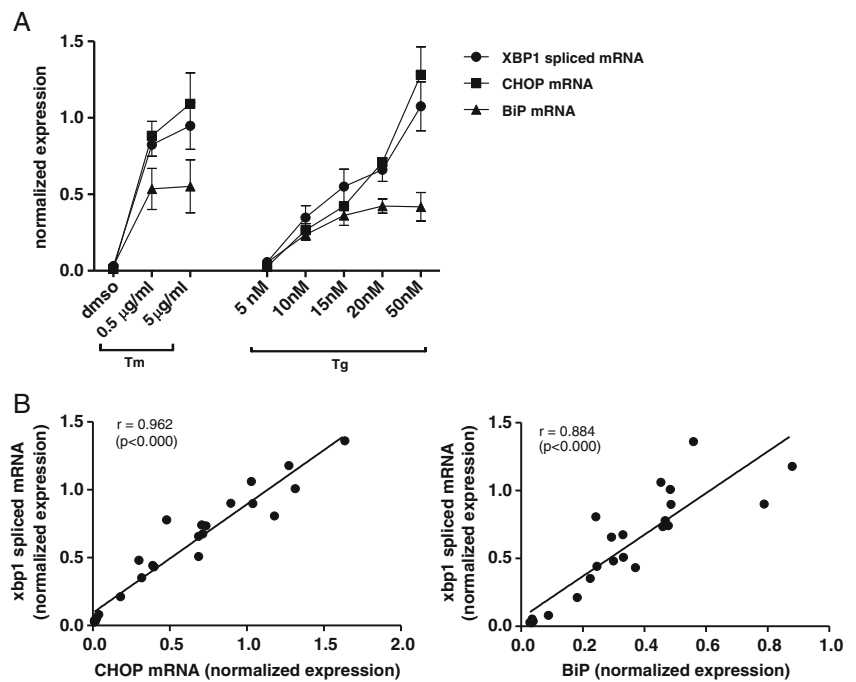 A
normalized expression
1.5
1.0
0.5
0.0
dmso
0.5 µg/ml
5µg/ml
5 nM
10nM
15nM
20nM
50nM
Tm
Tg
XBP1 spliced mRNA
CHOP mRNA
BiP mRNA
B
xbp1 spliced mRNA
(normalized expression)
1.5
1.0
0.5
0.0
r = 0.962
(p<0.000)
0.0
0.5
1.0
1.5
2.0
CHOP mRNA (normalized expression)
xbp1 spliced mRNA
(normalized expression)
1.5
1.0
0.5
0.0
r = 0.884
(p<0.000)
0.0
0.2
0.4
0.6
0.8
1.0
BiP (normalized expression)